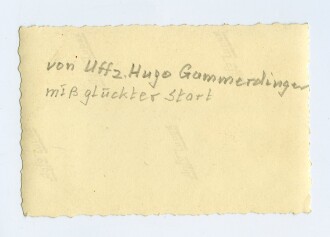 von Uffz. Hugo Gammerdinger
mißglückter Start